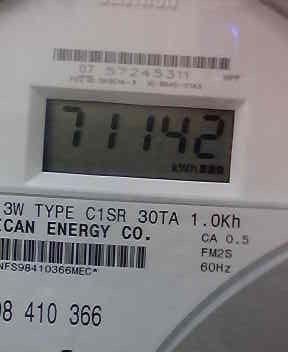 07 57245311
71142
kWh
3W TYPE C1SR 30TA 1.0Kh
ICAN ENERGY CO.
CA 0.5
FM2S
60Hz
NFS98410366MEC*
98 410 366